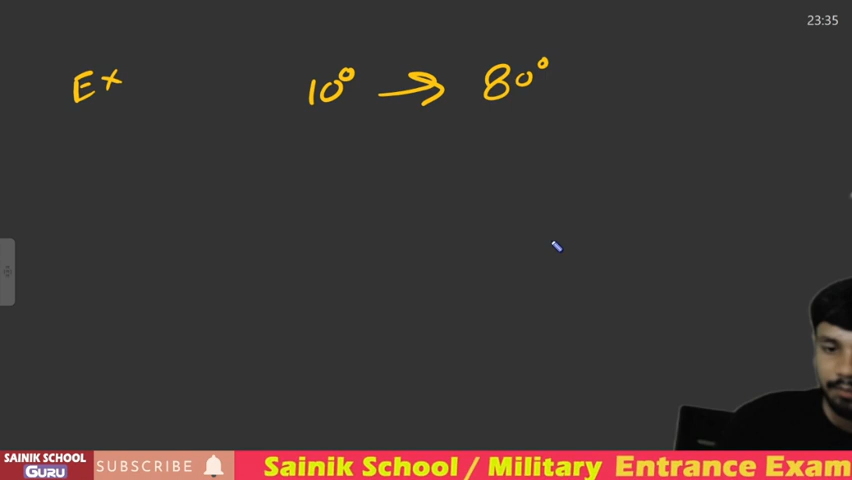 23:35
Ex 10° → 80°
SAINIK SCHOOL
GURU
SUBSCRIBE
Sainik School / Military Entrance Exam